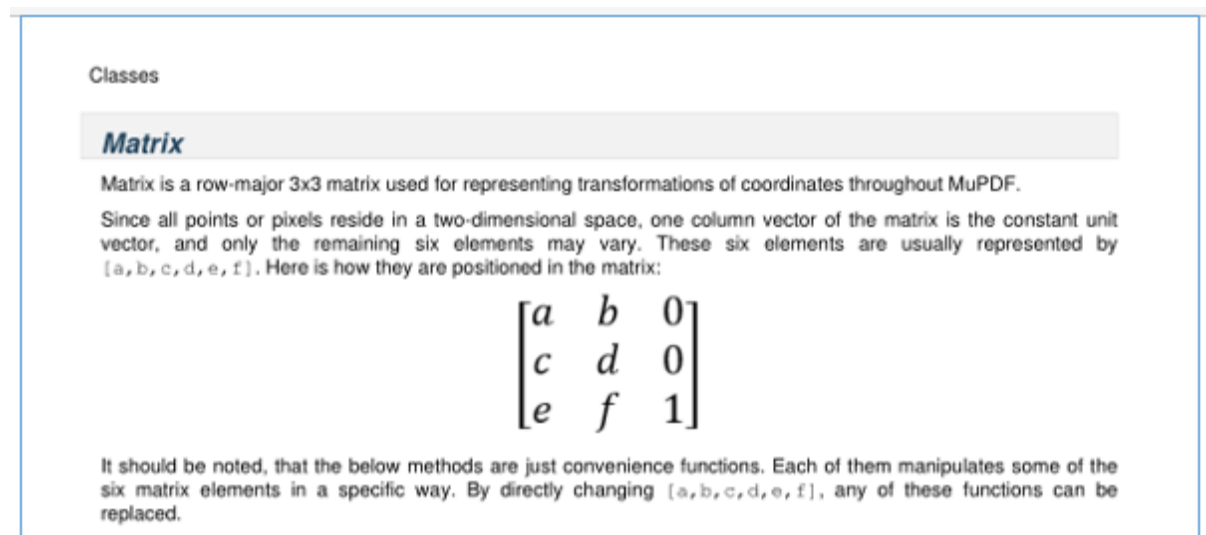 Classes
Matrix
Matrix is a row-major 3x3 matrix used for representing transformations of coordinates throughout MuPDF.
Since all points or pixels reside in a two-dimensional space, one column vector of the matrix is the constant unit
vector, and only the remaining six elements may vary. These six elements are usually represented by
[a,b,c,d,e,f]. Here is how they are positioned in the matrix:
a b 0
c d 0
e f 1
It should be noted, that the below methods are just convenience functions. Each of them manipulates some of the
six matrix elements in a specific way. By directly changing [a,b,c,d,e,f], any of these functions can be
replaced.